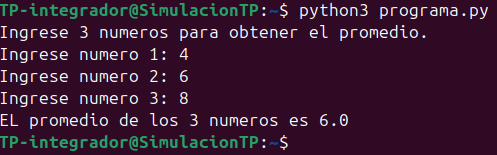 TP-integrador@SimulacionTP:~$ python3 programa.py
Ingrese 3 numeros para obtener el promedio.
Ingrese numero 1: 4
Ingrese numero 2: 6
Ingrese numero 3: 8
EL promedio de los 3 numeros es 6.0
TP-integrador@SimulacionTP:~$